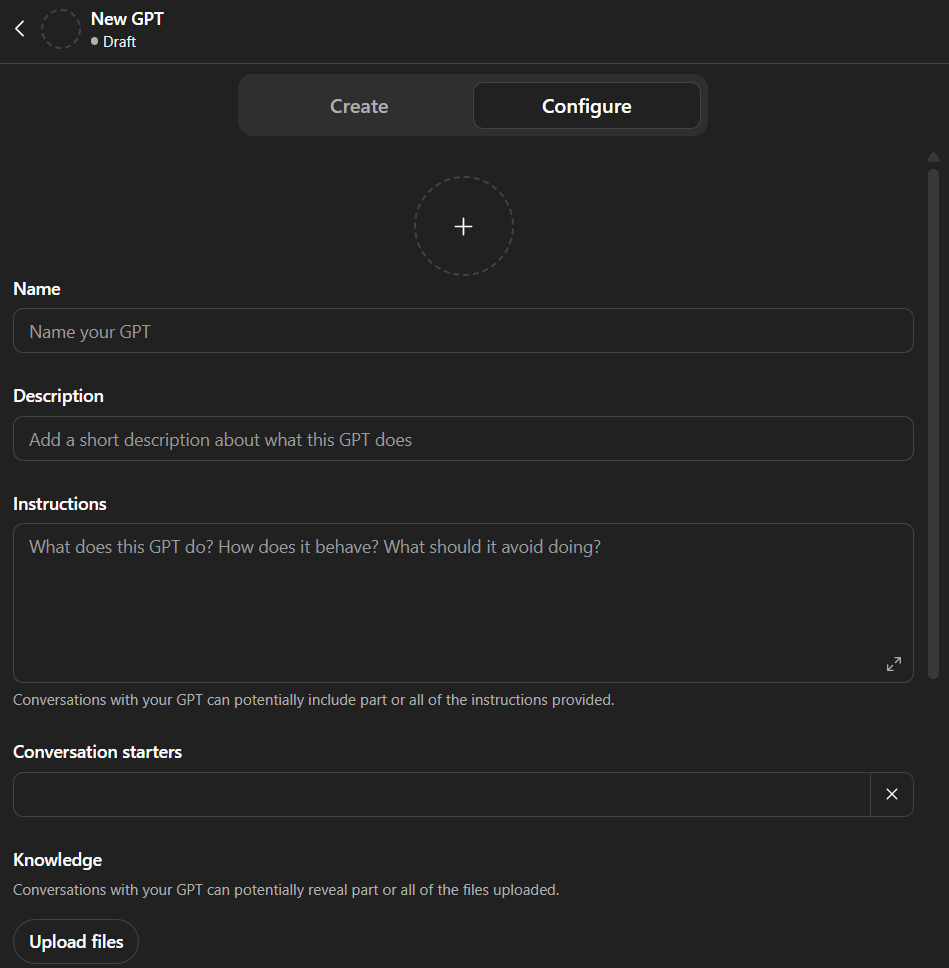 New GPT
Draft
Create
Configure
Name
Name your GPT
Description
Add a short description about what this GPT does
Instructions
What does this GPT do? How does it behave? What should it avoid doing?
Conversations with your GPT can potentially include part or all of the instructions provided.
Conversation starters
Knowledge
Conversations with your GPT can potentially reveal part or all of the files uploaded.
Upload files